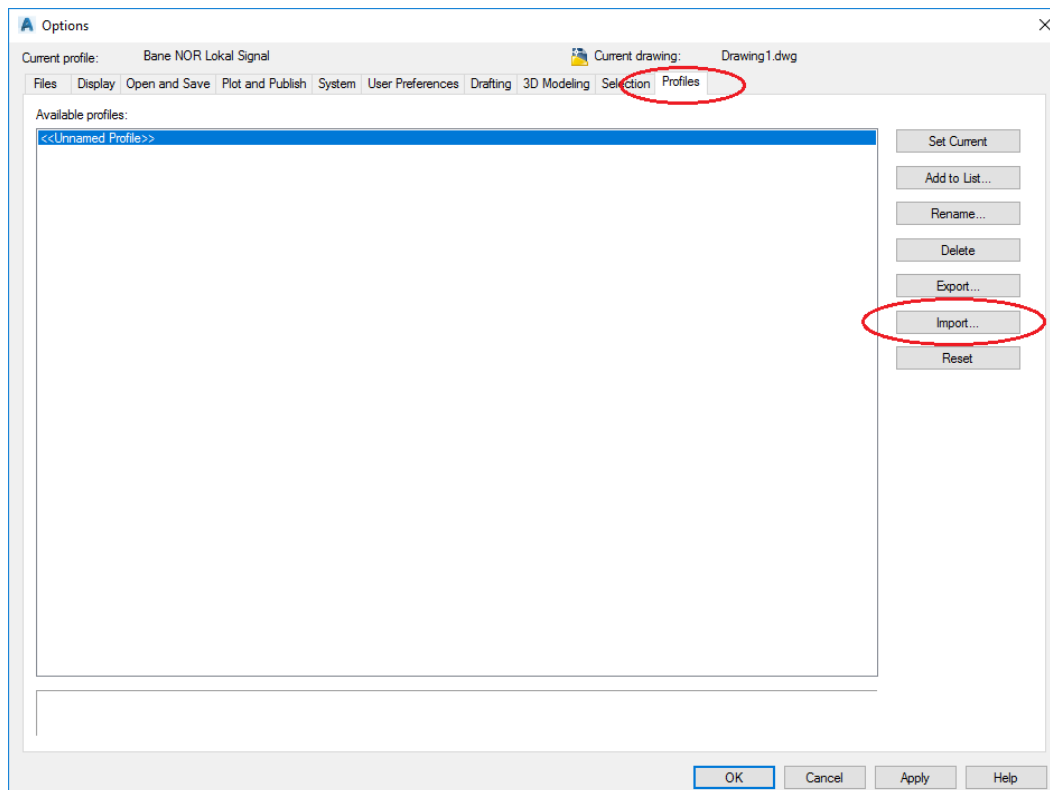 Options
Current profile: Bane NOR Lokal Signal Current drawing: Drawing1.dwg
Files Display Open and Save Plot and Publish System User Preferences Drafting 3D Modeling Selection Profiles
Available profiles:
<<Unnamed Profile>>
Set Current
Add to List...
Rename...
Delete
Export...
Import...
Reset
OK Cancel Apply Help